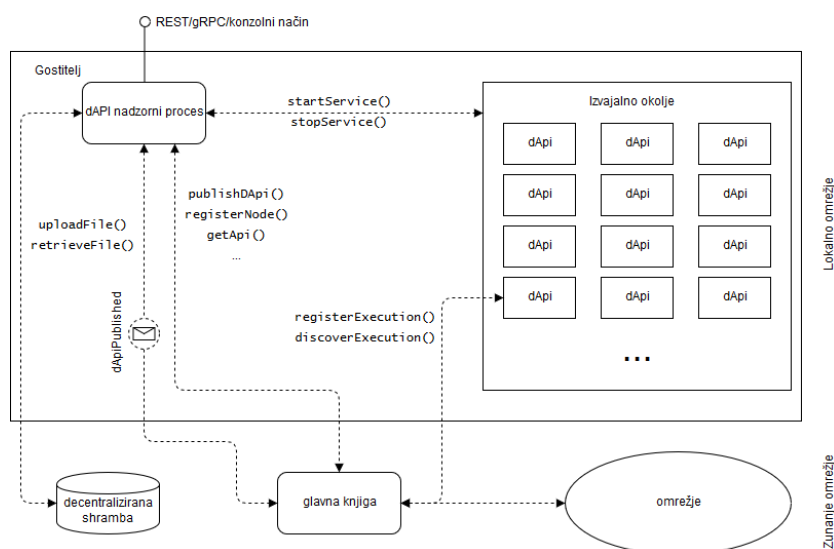 REST/gRPC/konzolni način
Gostitelj
dAPI nadzorni proces
startService()
stopService()
Izvajalno okolje
dApi dApi dApi
dApi dApi dApi
dApi dApi dApi
dApi dApi dApi
...
publishDApi()
registerNode()
getApi()
...
uploadFile()
retrieveFile()
dApiPublished
registerExecution()
discoverExecution()
Lokalno omrežje
decentralizirana
shramba
glavna knjiga
omrežje
Zunanje omrežje